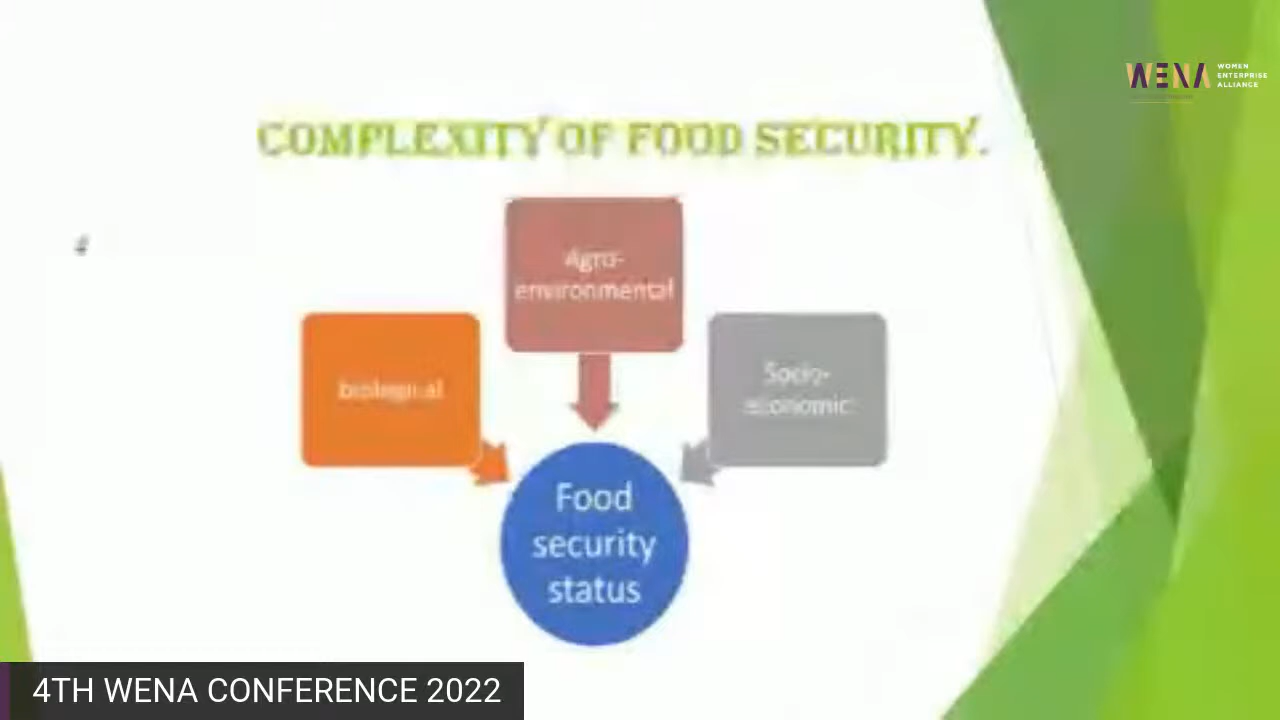 WENA
WOMEN
ENTERPRISE
ALLIANCE
COMPLEXITY OF FOOD SECURITY.
Agro-
environmental
biological
Socio-
economic
Food
security
status
4TH WENA CONFERENCE 2022